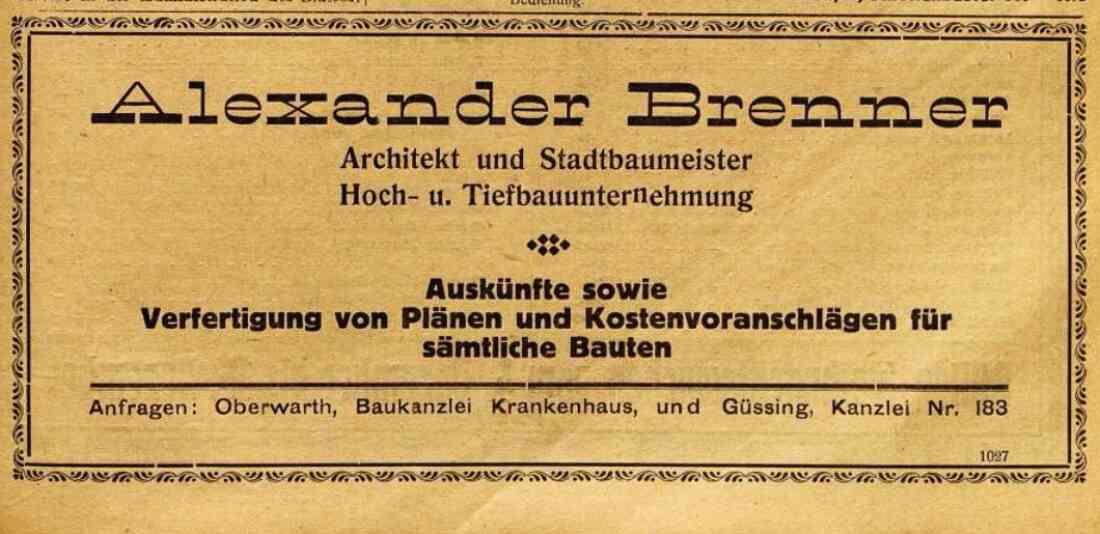 Bedienung.
Alexander Brenner
Architekt und Stadtbaumeister
Hoch- u. Tiefbauunternehmung
Auskünfte sowie
Verfertigung von Plänen und Kostenvoranschlägen für
sämtliche Bauten
Anfragen: Oberwarth, Baukanzlei Krankenhaus, und Güssing, Kanzlei Nr. 183
1027